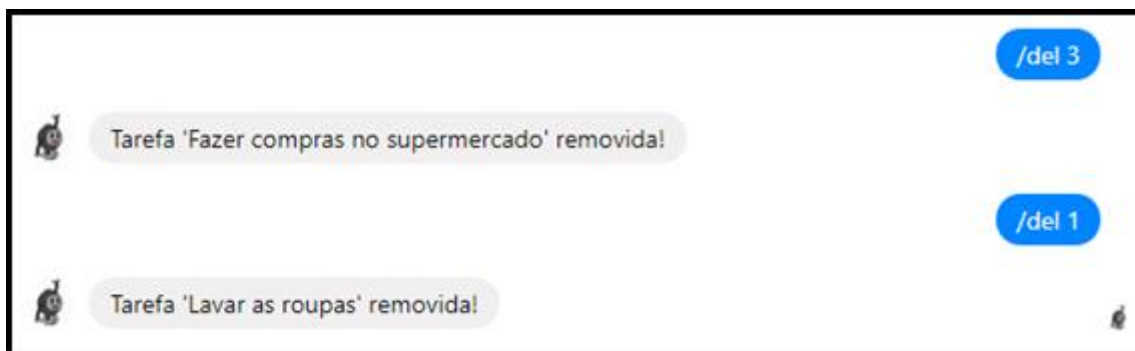 /del 3
Tarefa 'Fazer compras no supermercado' removida!
/del 1
Tarefa 'Lavar as roupas' removida!